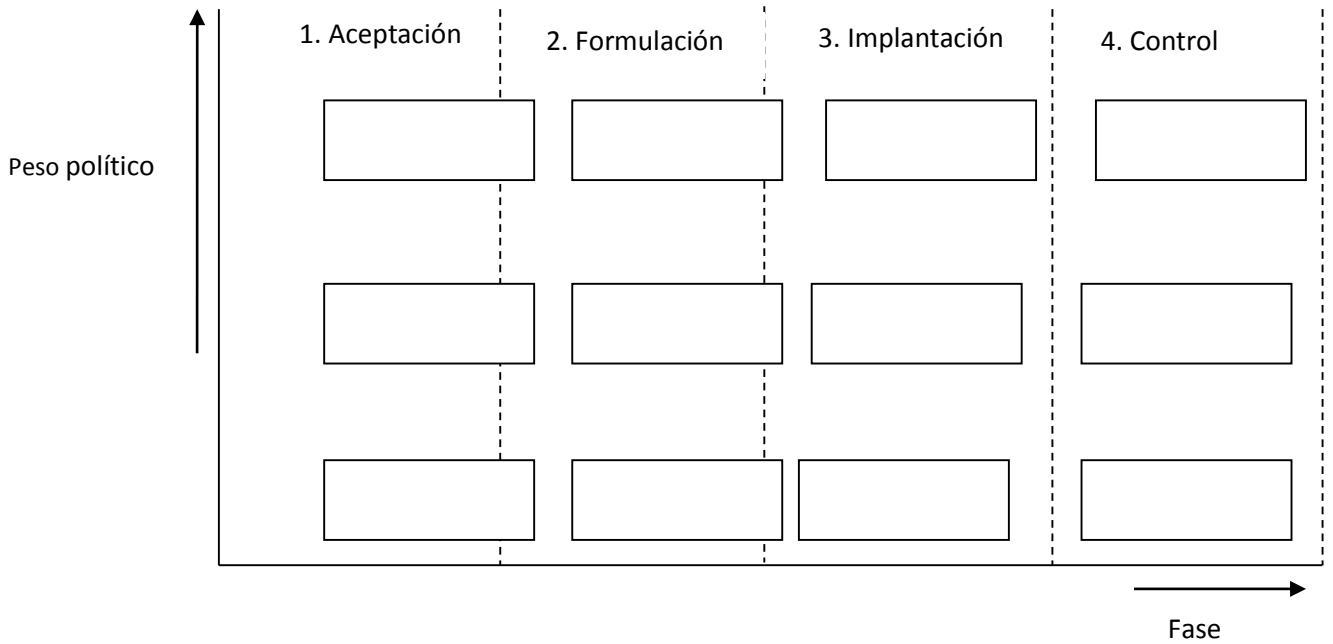 1. Aceptación
2. Formulación
3. Implantación
4. Control
Peso político
Fase